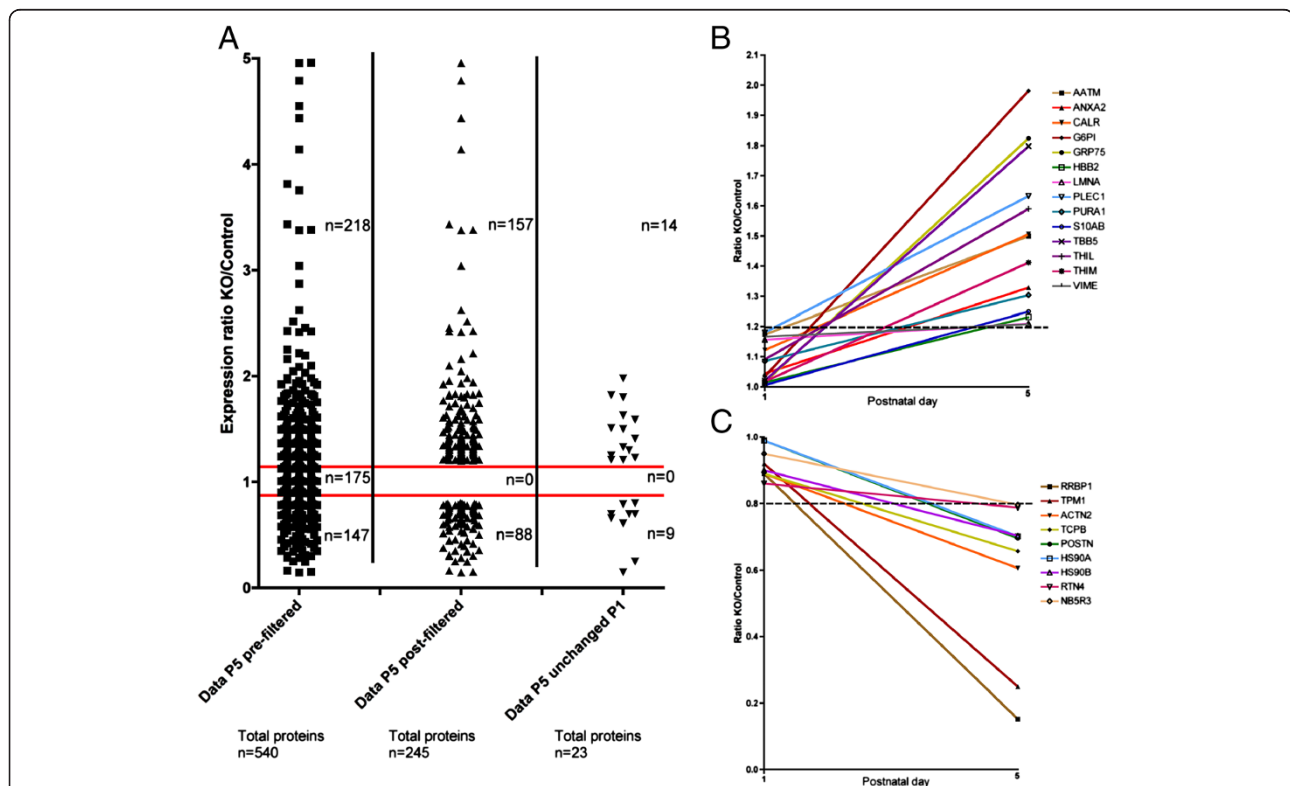 A
Expression ratio KO/Control
5
4
3
2
1
0
n=218
n=157
n=14
n=175
n=0
n=0
n=147
n=88
n=9
Data P5 pre-filtered
Data P5 post-filtered
Data P5 unchanged P1
Total proteins
n=540
Total proteins
n=245
Total proteins
n=23
B
Ratio KO/Control
2.1
2.0
1.9
1.8
1.7
1.6
1.5
1.4
1.3
1.2
1.1
1.0
1
5
Postnatal day
AATM
ANXA2
CALR
G6PI
GRP75
HBB2
LMNA
PLEC1
PURA1
S10AB
TBB5
THIL
THIM
VIME
C
Ratio KO/Control
1.0
0.8
0.6
0.4
0.2
0.0
1
5
Postnatal day
RRBP1
TPM1
ACTN2
TCPB
POSTN
HS90A
HS90B
RTN4
NB5R3